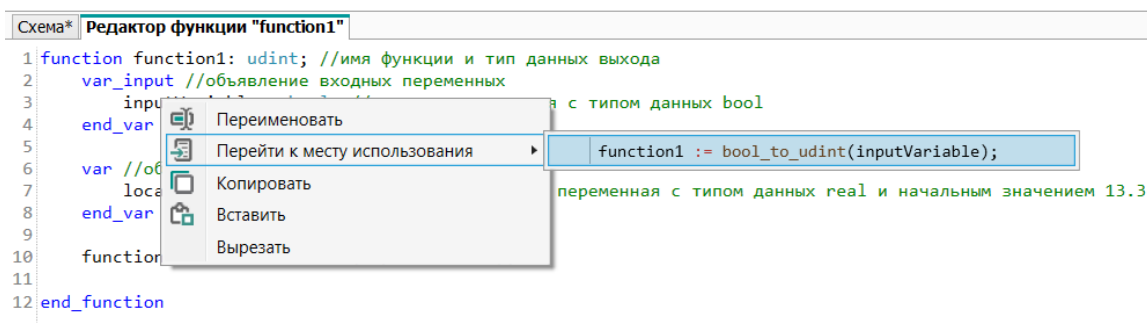 Схема* Редактор функции "function1"
1 function function1: udint; //имя функции и тип данных выхода
2 var_input //объявление входных переменных
3 inpu я с типом данных bool
Переименовать
4 end_var
5 Перейти к месту использования function1 := bool_to_udint(inputVariable);
6 var //об
Копировать
7 loca переменная с типом данных real и начальным значением 13.3
8 end_var Вставить
9
Вырезать
10 function
11
12 end_function